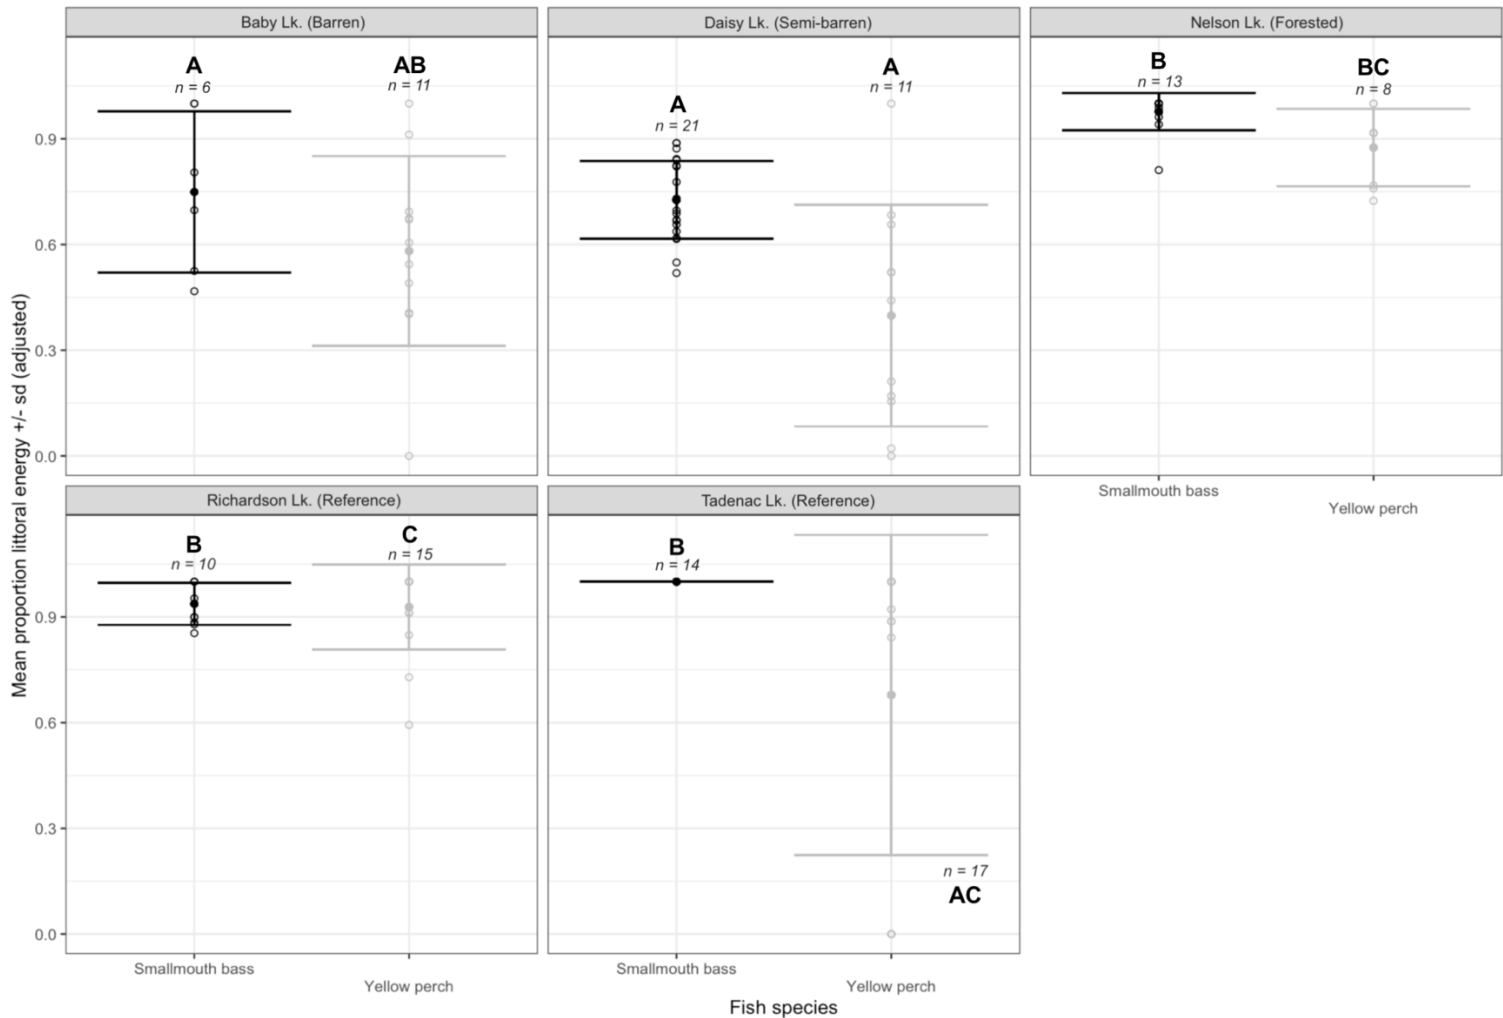 Baby Lk. (Barren)
A
n = 6
AB
n = 11
Daisy Lk. (Semi-barren)
A
n = 21
A
n = 11
Nelson Lk. (Forested)
B
n = 13
BC
n = 8
0.9
0.6
0.3
0.0
Smallmouth bass
Yellow perch
Mean proportion littoral energy +/- sd (adjusted)
Richardson Lk. (Reference)
B
n = 10
C
n = 15
Tadenac Lk. (Reference)
B
n = 14
n = 17
AC
0.9
0.6
0.3
0.0
Smallmouth bass
Yellow perch
Smallmouth bass
Yellow perch
Fish species